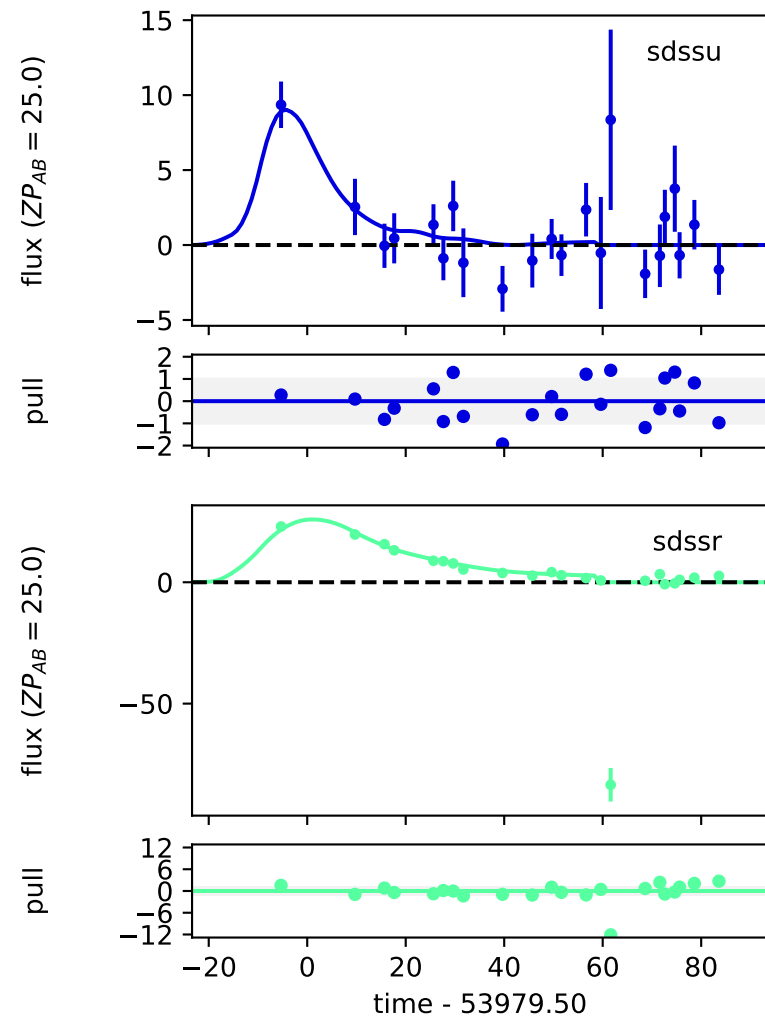 15
10
5
0
−5
flux (ZP_AB = 25.0)
sdssu
2
1
0
−1
−2
pull
0
−50
flux (ZP_AB = 25.0)
sdssr
12
6
0
−6
−12
pull
−20 0 20 40 60 80
time - 53979.50